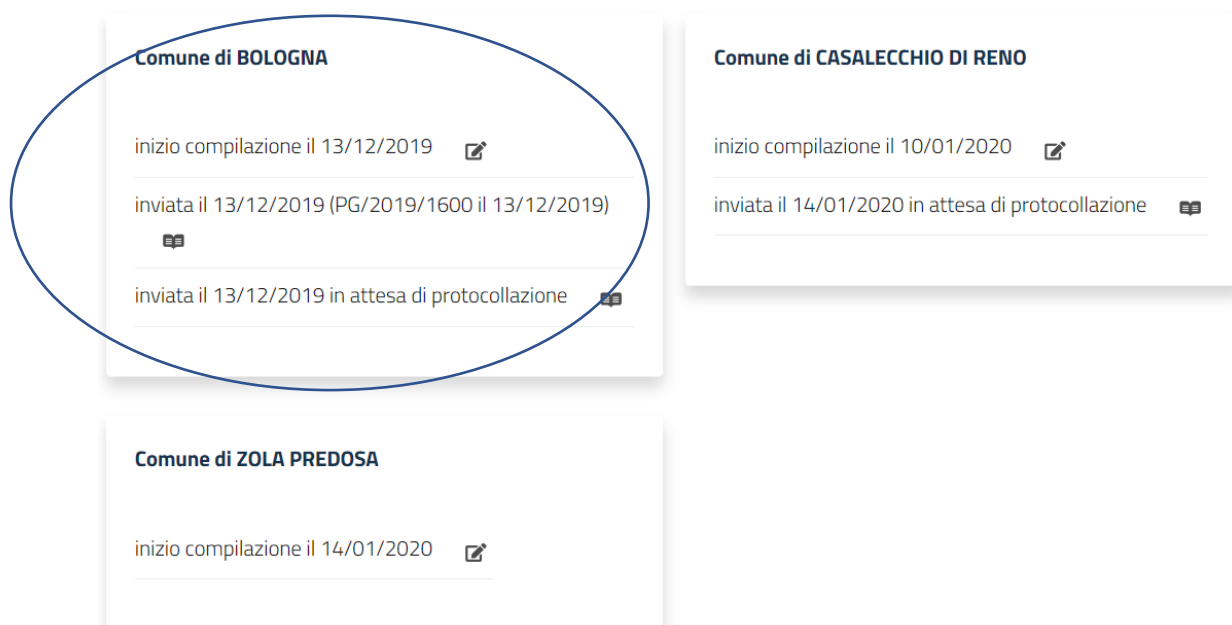 Comune di BOLOGNA
inizio compilazione il 13/12/2019
inviata il 13/12/2019 (PG/2019/1600 il 13/12/2019)
inviata il 13/12/2019 in attesa di protocollazione
Comune di CASALECCHIO DI RENO
inizio compilazione il 10/01/2020
inviata il 14/01/2020 in attesa di protocollazione
Comune di ZOLA PREDOSA
inizio compilazione il 14/01/2020